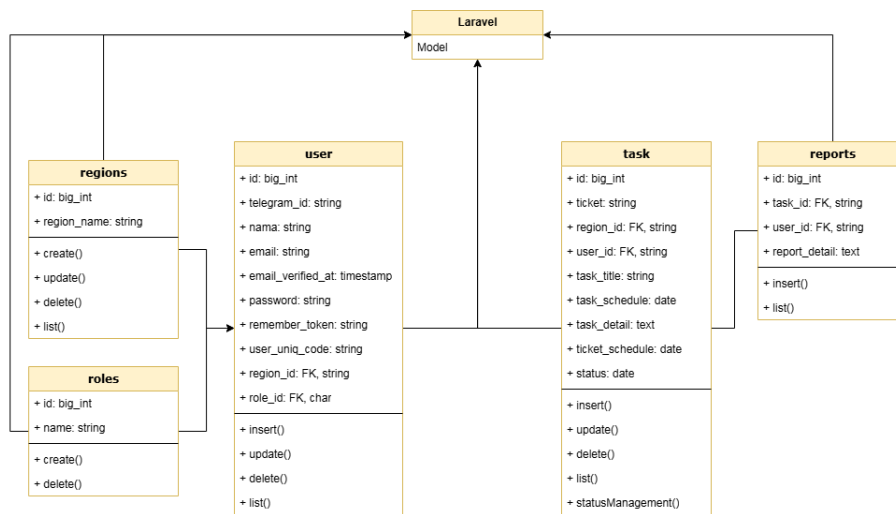 Laravel
Model
regions
+ id: big_int
+ region_name: string
+ create()
+ update()
+ delete()
+ list()
roles
+ id: big_int
+ name: string
+ create()
+ delete()
user
+ id: big_int
+ telegram_id: string
+ nama: string
+ email: string
+ email_verified_at: timestamp
+ password: string
+ remember_token: string
+ user_uniq_code: string
+ region_id: FK, string
+ role_id: FK, char
+ insert()
+ update()
+ delete()
+ list()
task
+ id: big_int
+ ticket: string
+ region_id: FK, string
+ user_id: FK, string
+ task_title: string
+ task_schedule: date
+ task_detail: text
+ ticket_schedule: date
+ status: date
+ insert()
+ update()
+ delete()
+ list()
+ statusManagement()
reports
+ id: big_int
+ task_id: FK, string
+ user_id: FK, string
+ report_detail: text
+ insert()
+ list()